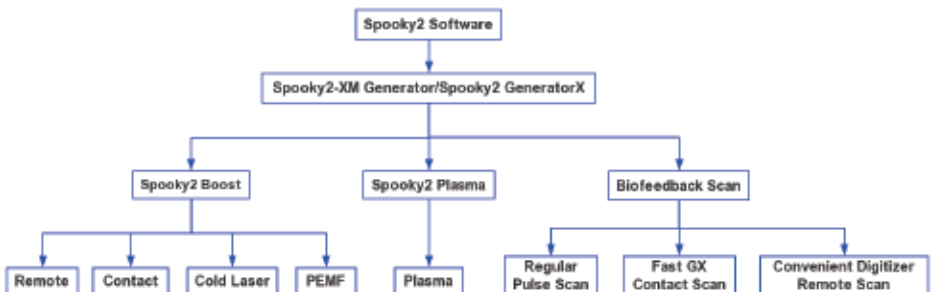 Spooky2 Software
Spooky2-XM Generator/Spooky2 GeneratorX
Spooky2 Boost
Spooky2 Plasma
Biofeedback Scan
Remote
Contact
Cold Laser
PEMF
Plasma
Regular
Pulse Scan
Fast GX
Contact Scan
Convenient Digitizer
Remote Scan